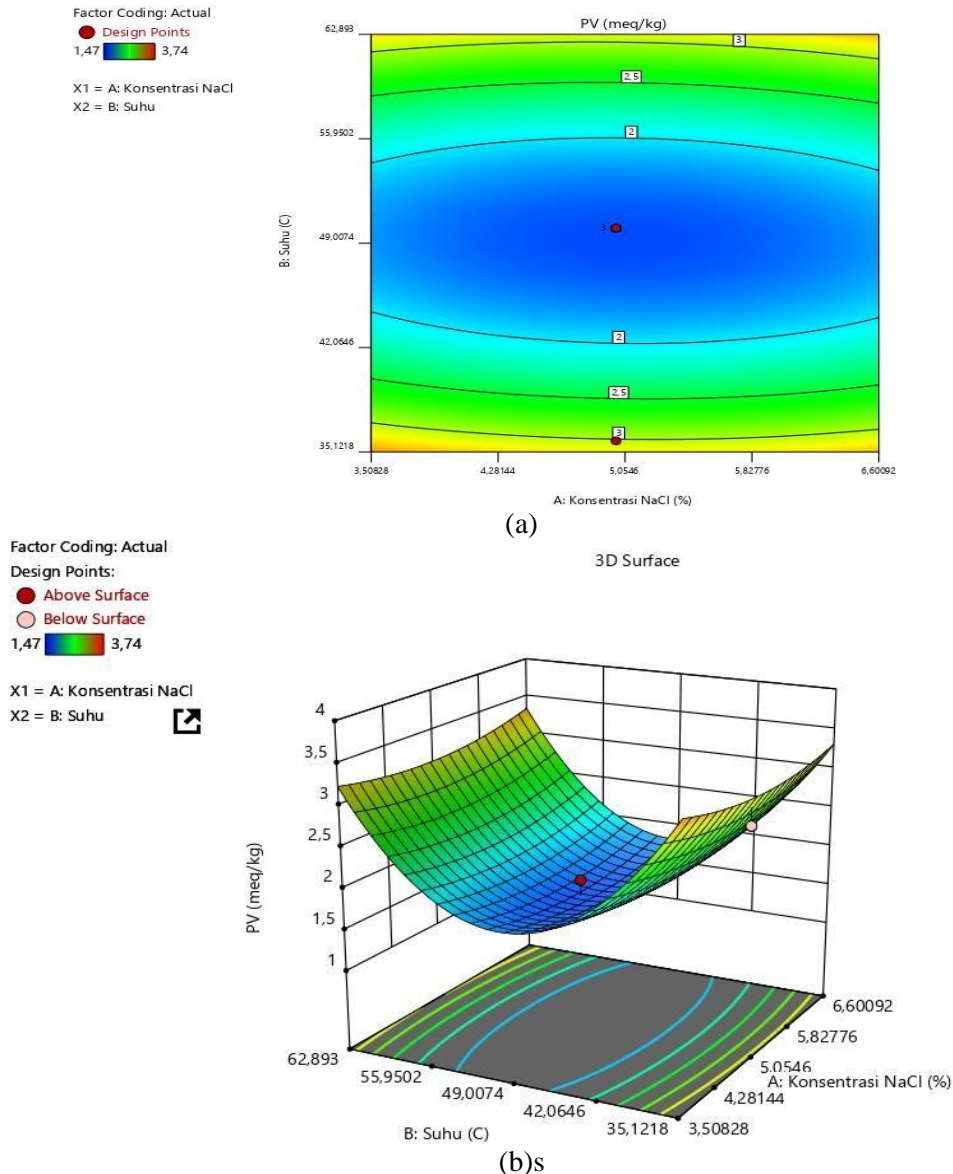 Factor Coding: Actual
Design Points
1,47 3,74
X1 = A: Konsentrasi NaCl
X2 = B: Suhu
PV (meq/kg)
62,893
55,9502
49,0074
42,0646
35,1218
B: Suhu (C)
3
2,5
2
3
2
2,5
3
3,50828 4,28144 5,0546 5,82776 6,60092
A: Konsentrasi NaCl (%)
(a)
Factor Coding: Actual
Design Points:
Above Surface
Below Surface
1,47 3,74
X1 = A: Konsentrasi NaCl
X2 = B: Suhu
3D Surface
4
3,5
3
2,5
2
1,5
1
PV (meq/kg)
62,893
55,9502
49,0074
42,0646
35,1218
B: Suhu (C)
6,60092
5,82776
5,0546
4,28144
3,50828
A: Konsentrasi NaCl (%)
(b)s